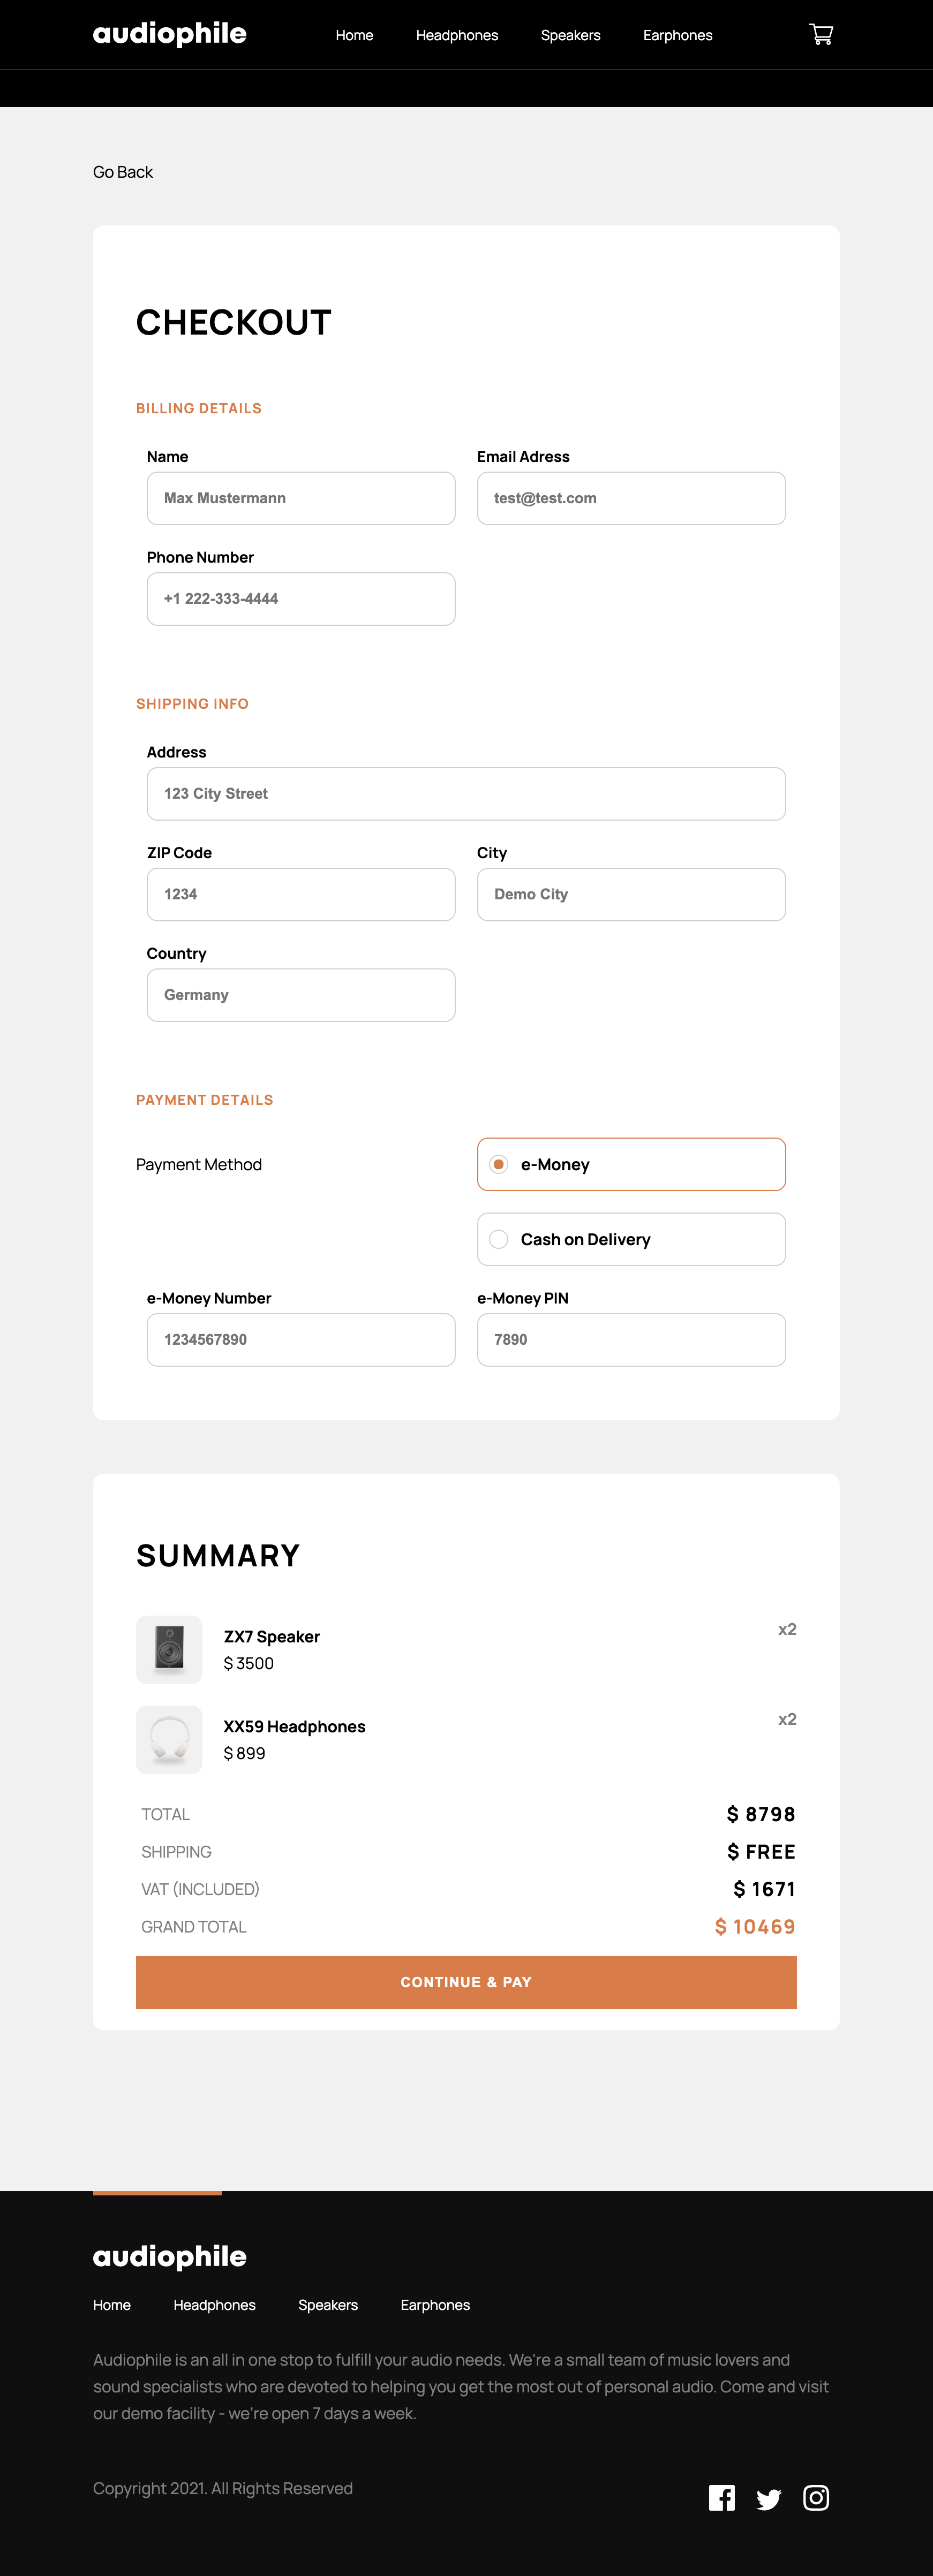 audiophile
Home Headphones Speakers Earphones
Go Back
CHECKOUT
BILLING DETAILS
Name Email Adress
Max Mustermann test@test.com
Phone Number
+1 222-333-4444
SHIPPING INFO
Address
123 City Street
ZIP Code City
1234 Demo City
Country
Germany
PAYMENT DETAILS
Payment Method e-Money
Cash on Delivery
e-Money Number e-Money PIN
1234567890 7890
SUMMARY
ZX7 Speaker x2
$ 3500
XX59 Headphones x2
$ 899
TOTAL $ 8798
SHIPPING $ FREE
VAT (INCLUDED) $ 1671
GRAND TOTAL $ 10469
CONTINUE & PAY
audiophile
Home Headphones Speakers Earphones
Audiophile is an all in one stop to fulfill your audio needs. We're a small team of music lovers and
sound specialists who are devoted to helping you get the most out of personal audio. Come and visit
our demo facility - we're open 7 days a week.
Copyright 2021. All Rights Reserved